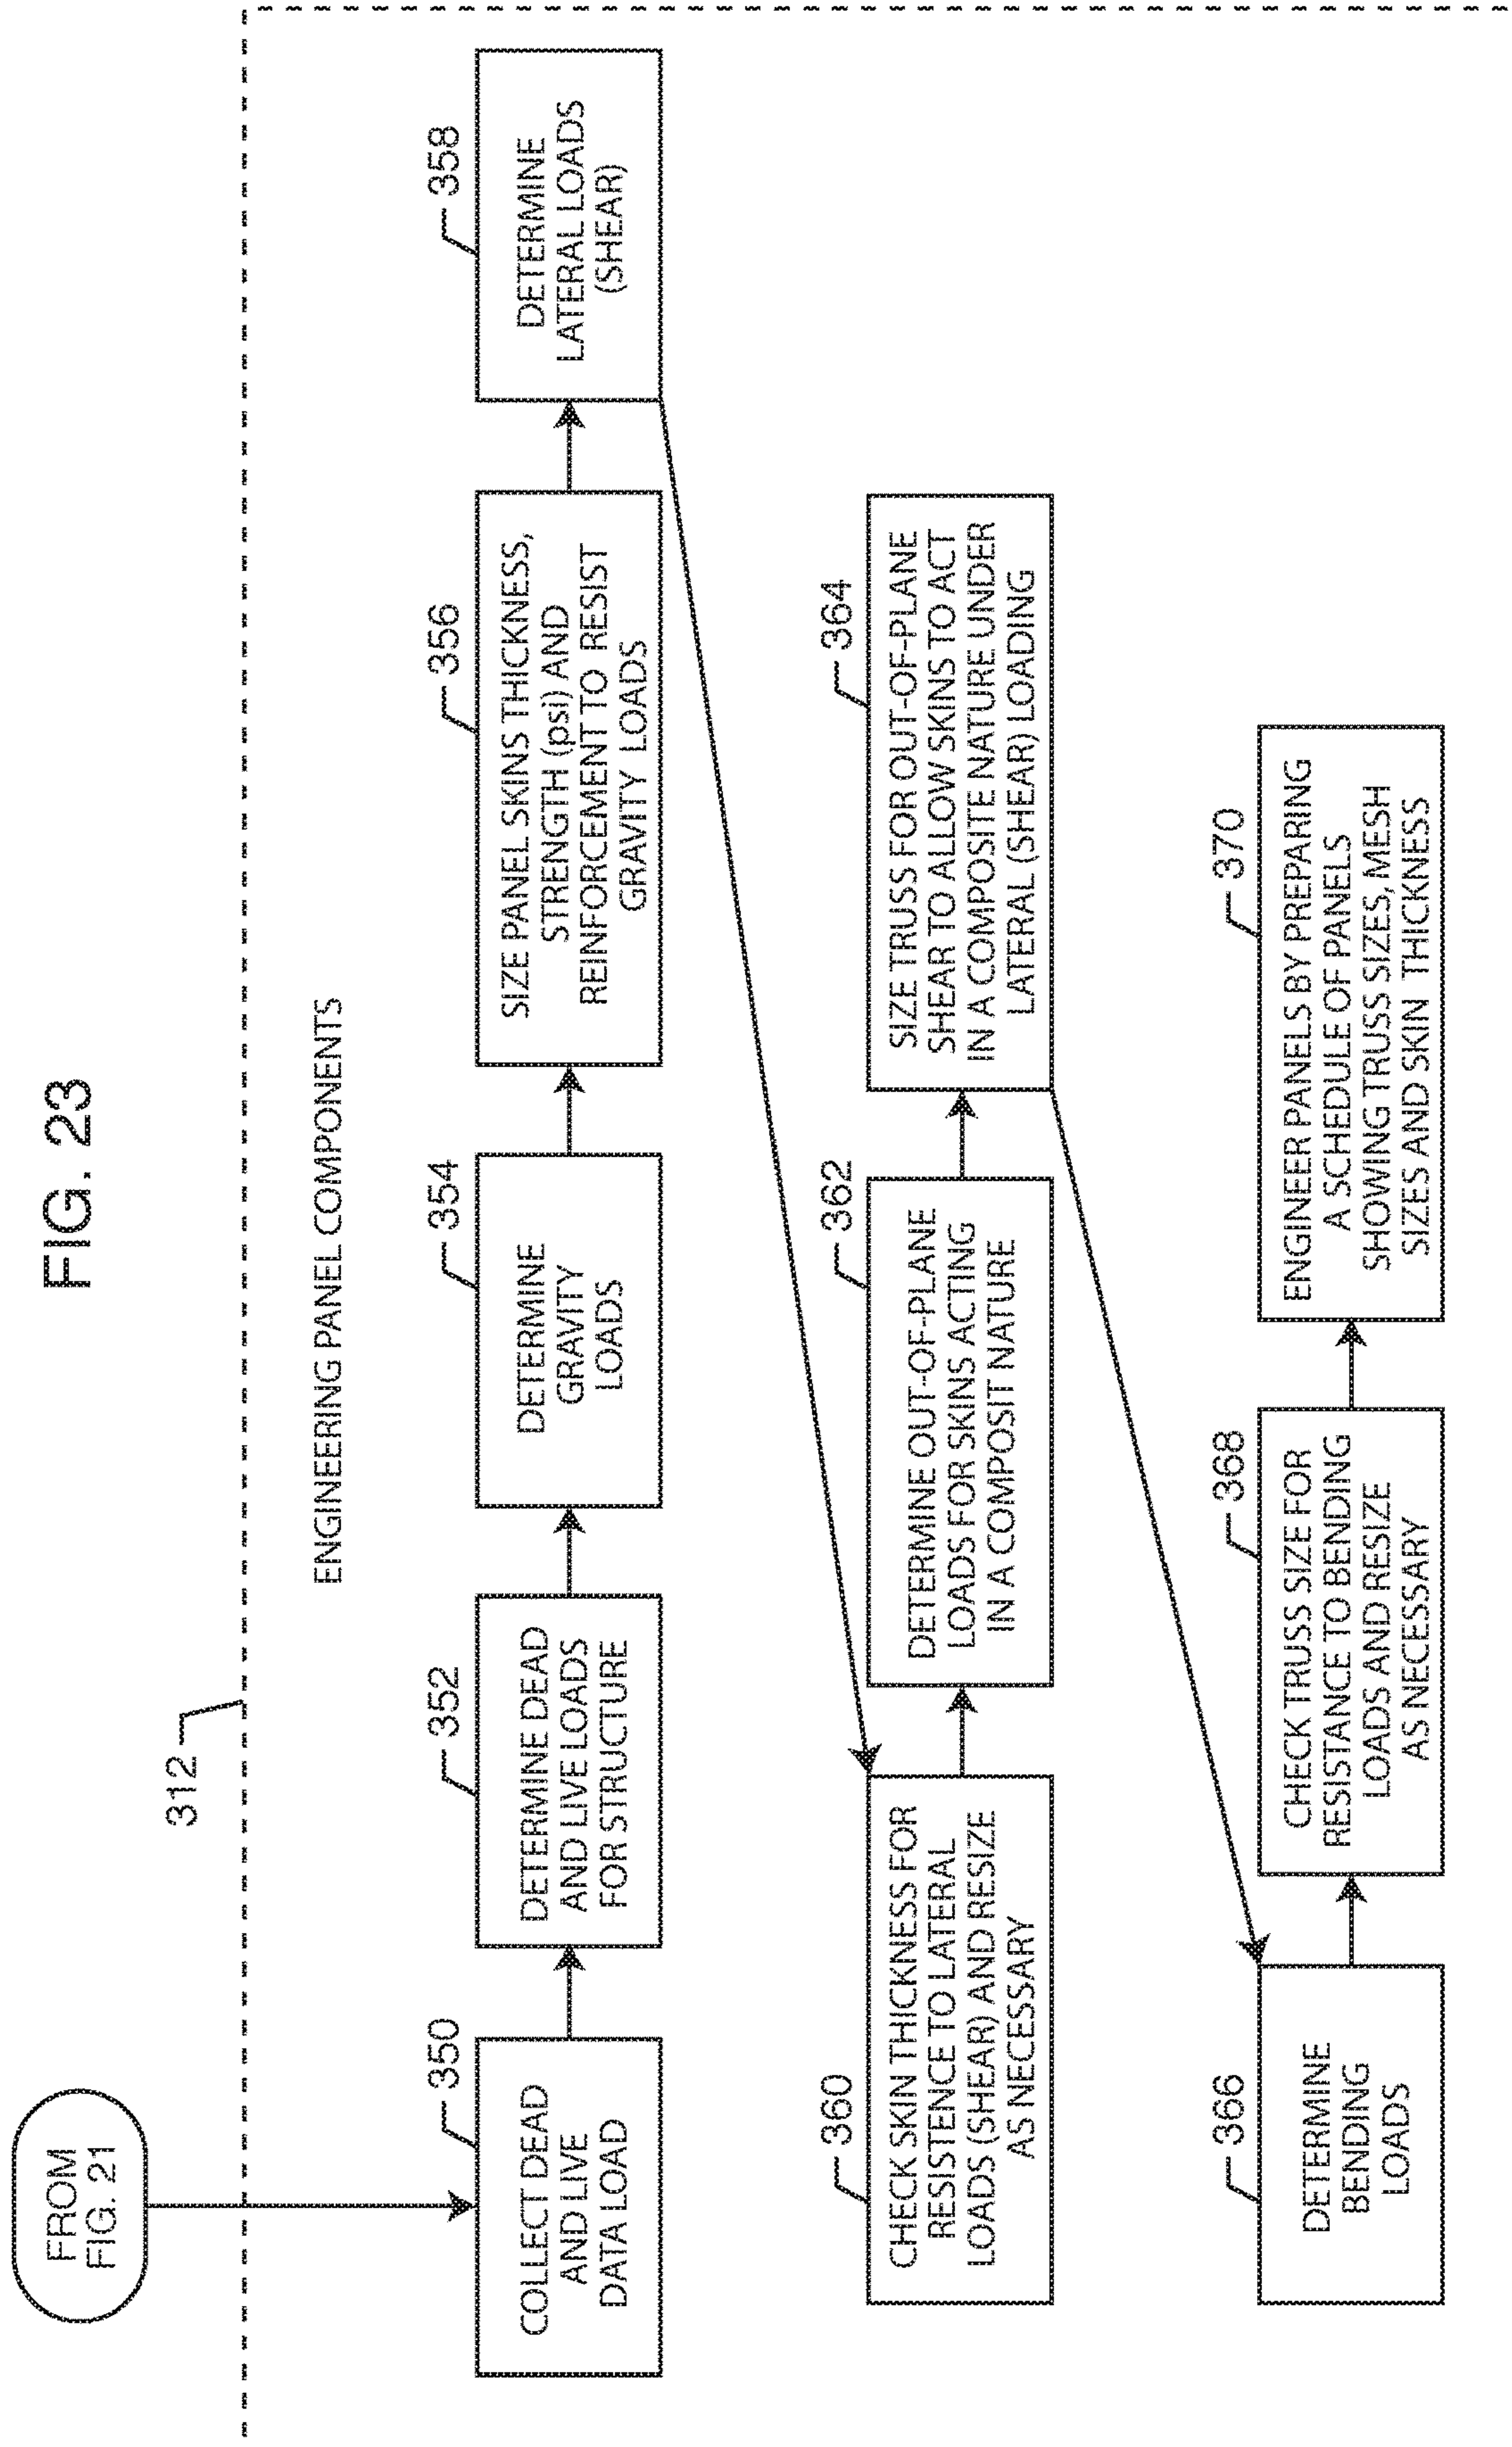 FIG. 23
FROM
FIG. 21
312
ENGINEERING PANEL COMPONENTS
350
COLLECT DEAD
AND LIVE
DATA LOAD
352
DETERMINE DEAD
AND LIVE LOADS
FOR STRUCTURE
354
DETERMINE
GRAVITY
LOADS
356
SIZE PANEL SKINS THICKNESS,
STRENGTH (psi) AND
REINFORCEMENT TO RESIST
GRAVITY LOADS
358
DETERMINE
LATERAL LOADS
(SHEAR)
360
CHECK SKIN THICKNESS FOR
RESISTENCE TO LATERAL
LOADS (SHEAR) AND RESIZE
AS NECESSARY
362
DETERMINE OUT-OF-PLANE
LOADS FOR SKINS ACTING
IN A COMPOSIT NATURE
364
SIZE TRUSS FOR OUT-OF-PLANE
SHEAR TO ALLOW SKINS TO ACT
IN A COMPOSITE NATURE UNDER
LATERAL (SHEAR) LOADING
366
DETERMINE
BENDING
LOADS
368
CHECK TRUSS SIZE FOR
RESISTANCE TO BENDING
LOADS AND RESIZE
AS NECESSARY
370
ENGINEER PANELS BY PREPARING
A SCHEDULE OF PANELS
SHOWING TRUSS SIZES, MESH
SIZES AND SKIN THICKNESS